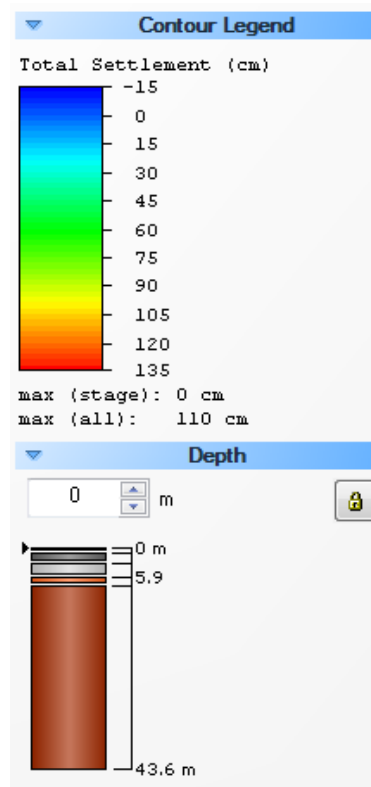 Contour Legend
Total Settlement (cm)
-15
0
15
30
45
60
75
90
105
120
135
max (stage): 0 cm
max (all): 110 cm
Depth
0 m
0 m
5.9
43.6 m